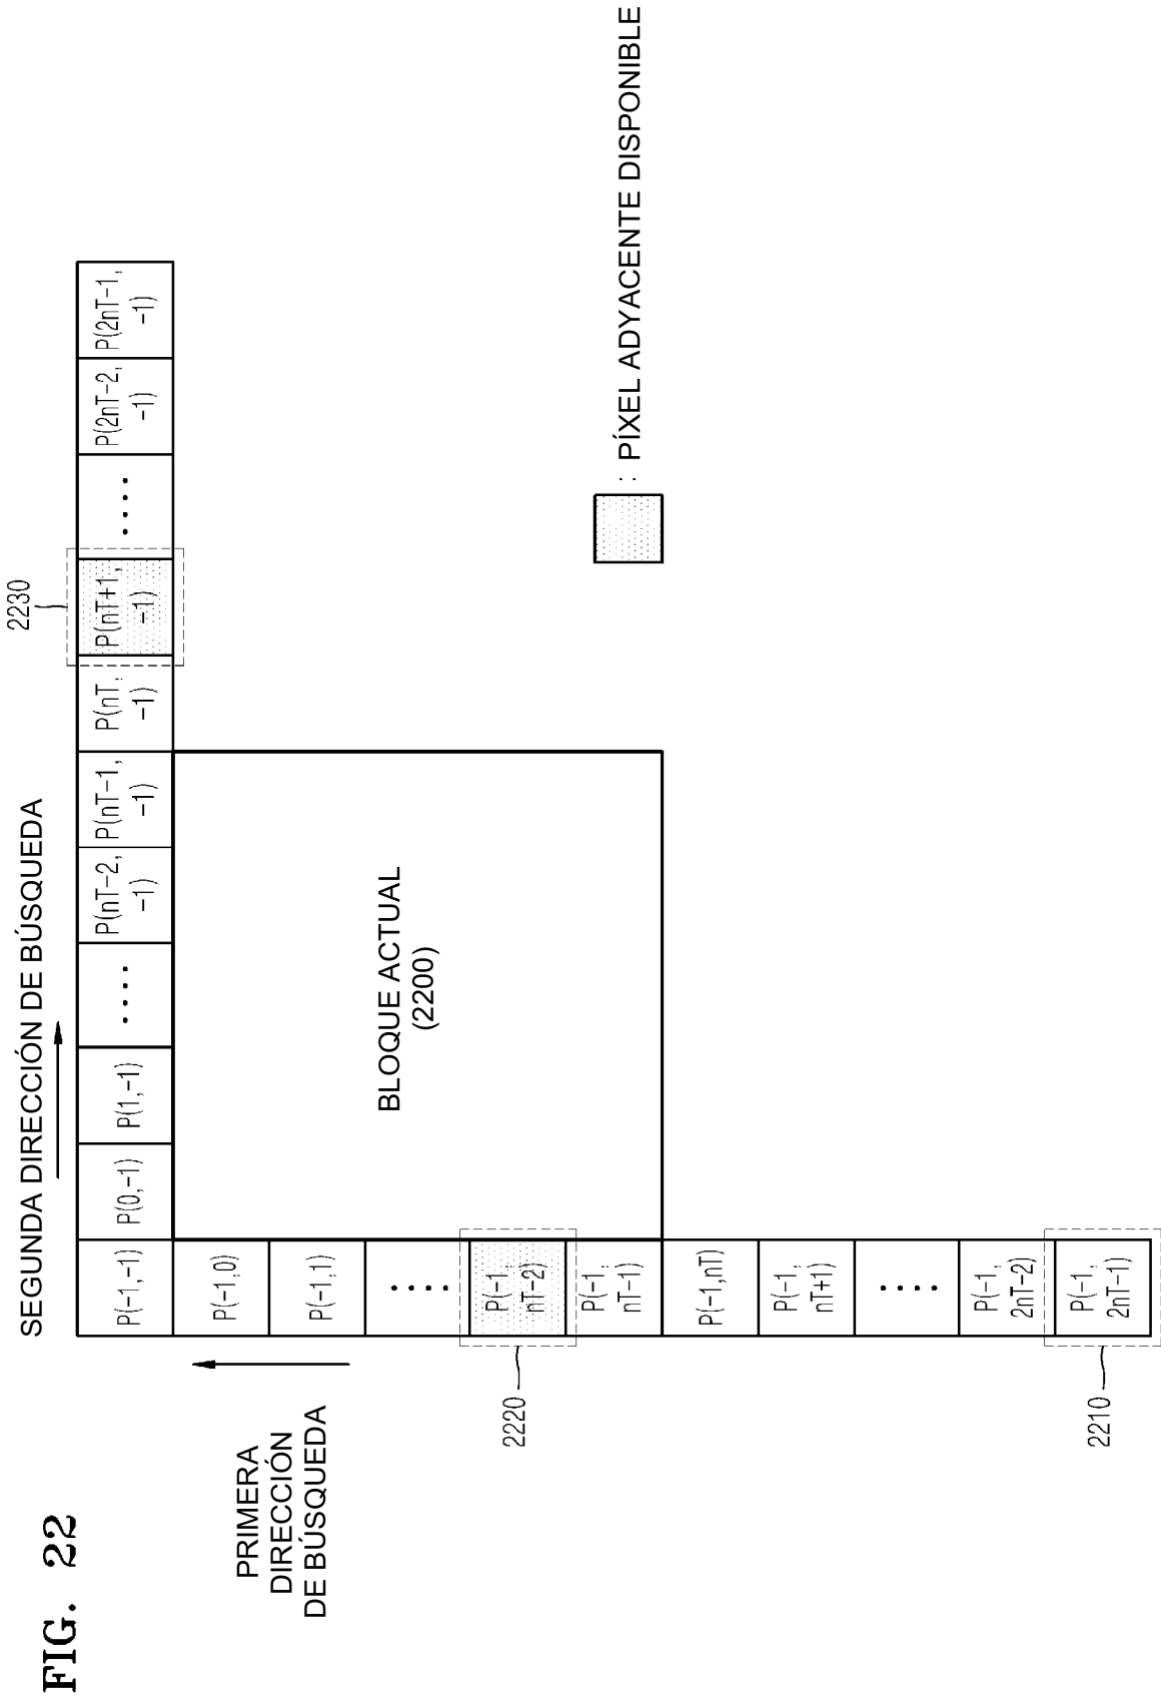 FIG. 22
SEGUNDA DIRECCIÓN DE BÚSQUEDA
2230
P(-1,-1)
P(0,-1)
P(1,-1)
....
P(nT-2,
-1)
P(nT-1,
-1)
P(nT,
-1)
P(nT+1,
-1)
....
P(2nT-2,
-1)
P(2nT-1,
-1)
PRIMERA
DIRECCIÓN
DE BÚSQUEDA
P(-1,0)
P(-1,1)
....
P(-1,
nT-2)
P(-1,
nT-1)
P(-1,nT)
P(-1,
nT+1)
....
P(-1,
2nT-2)
P(-1,
2nT-1)
2220
2210
BLOQUE ACTUAL
(2200)
: PÍXEL ADYACENTE DISPONIBLE